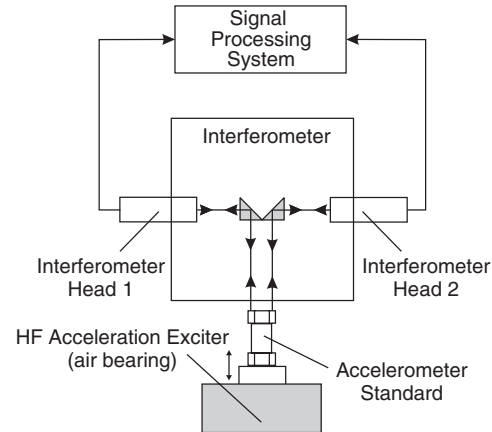 Signal
Processing
System
Interferometer
Interferometer
Head 1
Interferometer
Head 2
HF Acceleration Exciter
(air bearing)
Accelerometer
Standard